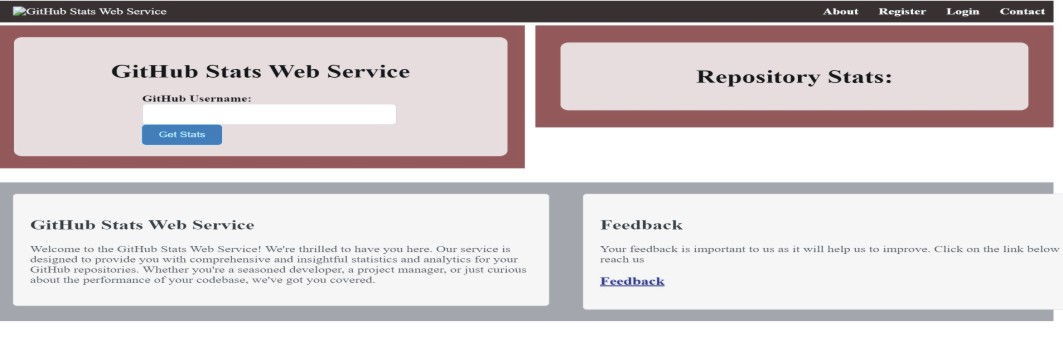 GitHub Stats Web Service
About Register Login Contact
GitHub Stats Web Service
GitHub Username:
Get Stats
Repository Stats:
GitHub Stats Web Service
Welcome to the GitHub Stats Web Service! We're thrilled to have you here. Our service is
designed to provide you with comprehensive and insightful statistics and analytics for your
GitHub repositories. Whether you're a seasoned developer, a project manager, or just curious
about the performance of your codebase, we've got you covered.
Feedback
Your feedback is important to us as it will help us to improve. Click on the link below
reach us
Feedback